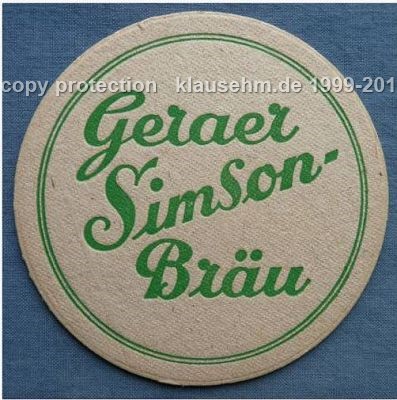 copy protection klausehm.de 1999-201
Geraer
Simson-
Bräu